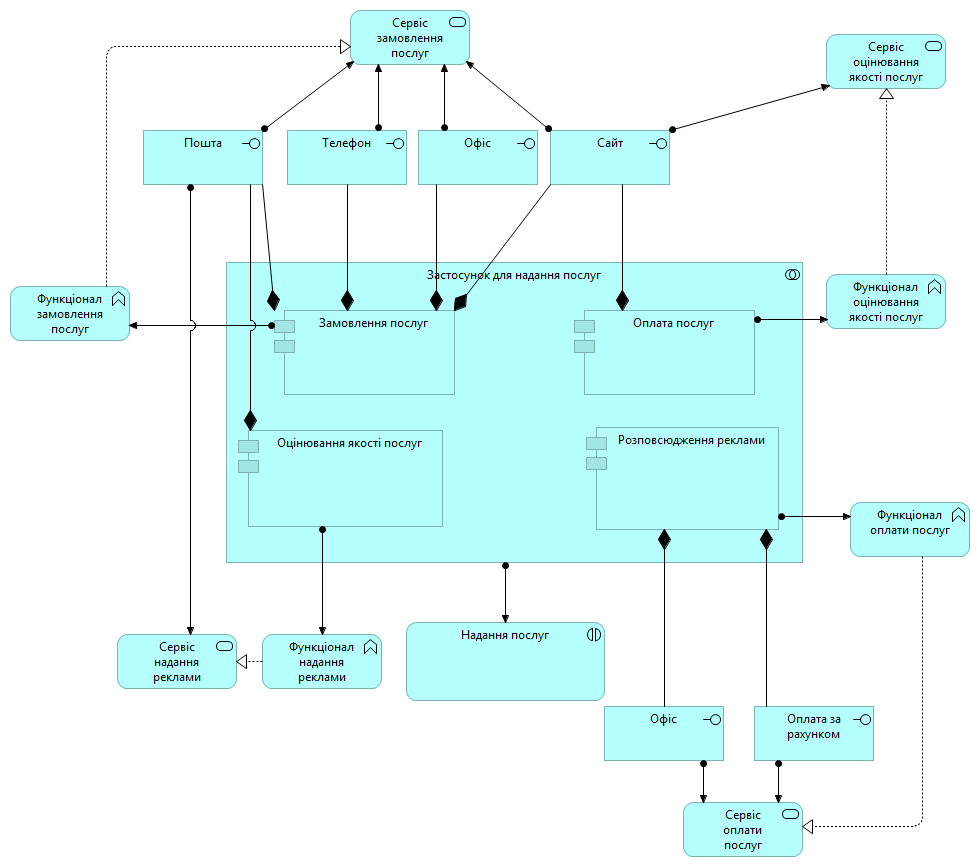 Сервіс
замовлення
послуг
Сервіс
оцінювання
якості послуг
Пошта
Телефон
Офіс
Сайт
Застосунок для надання послуг
Функціонал
замовлення
послуг
Замовлення послуг
Оплата послуг
Функціонал
оцінювання
якості послуг
Оцінювання якості послуг
Розповсюдження реклами
Функціонал
оплати послуг
Сервіс
надання
реклами
Функціонал
надання
реклами
Надання послуг
Офіс
Оплата за
рахунком
Сервіс
оплати
послуг